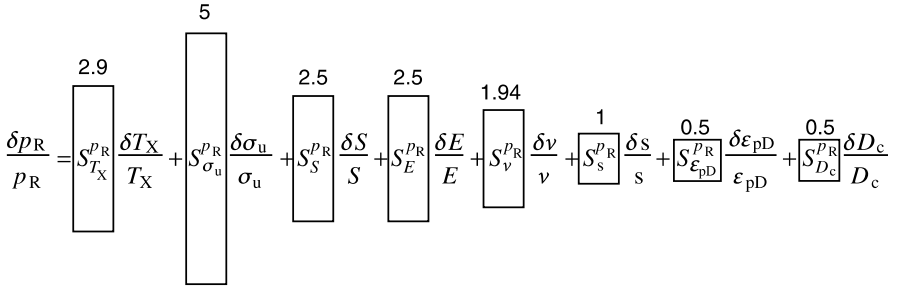 2.9 5 2.5 2.5 1.94 1 0.5 0.5
δp_R/p_R = S^{p_R}_{T_X} δT_X/T_X + S^{p_R}_{σ_u} δσ_u/σ_u + S^{p_R}_S δS/S + S^{p_R}_E δE/E + S^{p_R}_ν δν/ν + S^{p_R}_s δs/s + S^{p_R}_{ε_pD} δε_pD/ε_pD + S^{p_R}_{D_c} δD_c/D_c